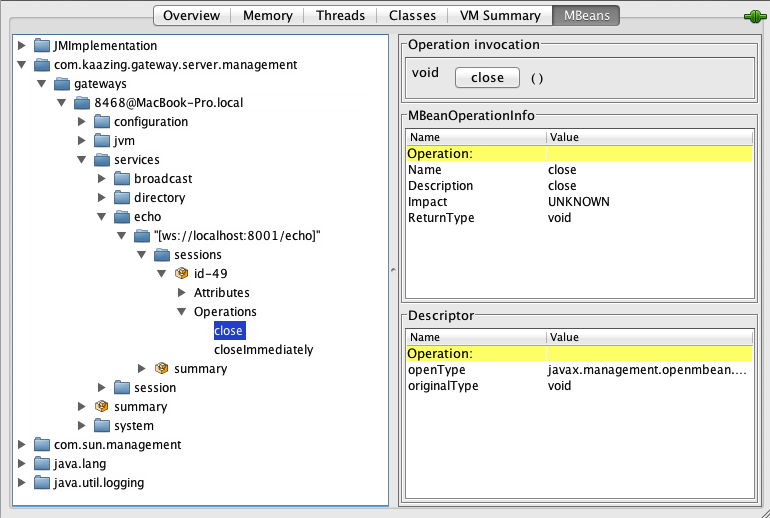 Overview Memory Threads Classes VM Summary MBeans
JMImplementation
com.kaazing.gateway.server.management
gateways
8468@MacBook-Pro.local
configuration
jvm
services
broadcast
directory
echo
"[ws://localhost:8001/echo]"
sessions
id-49
Attributes
Operations
close
closeImmediately
summary
session
summary
system
com.sun.management
java.lang
java.util.logging
Operation invocation
void close ()
MBeanOperationInfo
Name Value
Operation:
Name close
Description close
Impact UNKNOWN
ReturnType void
Descriptor
Name Value
Operation:
openType javax.management.openmbean....
originalType void